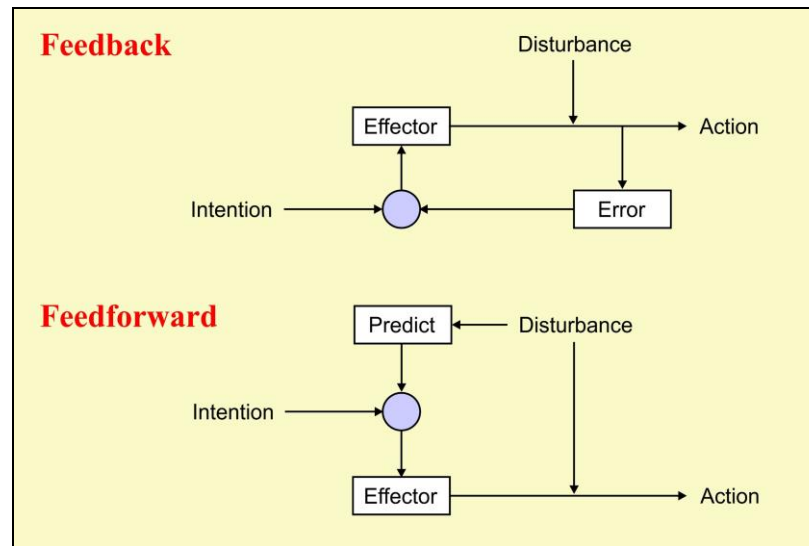 Feedback
Disturbance
Effector
Action
Intention
Error
Feedforward
Predict
Disturbance
Intention
Effector
Action